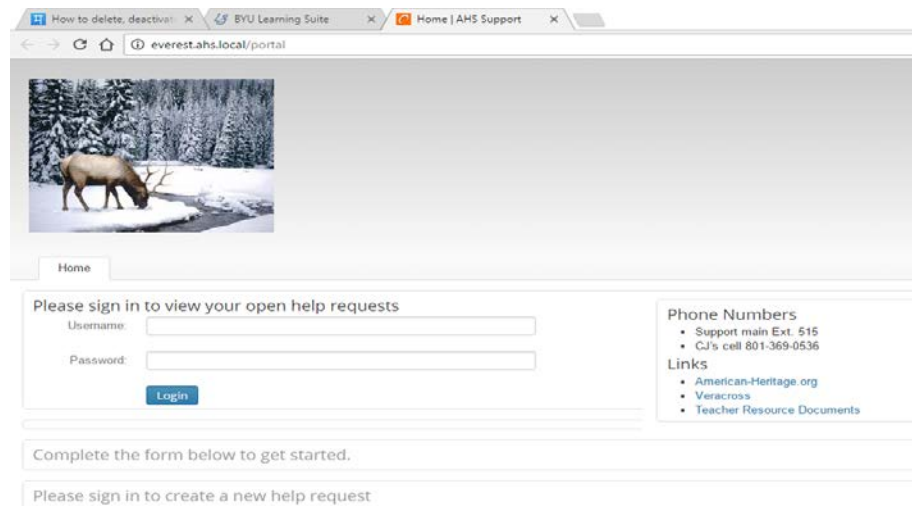 How to delete, deactivat
BYU Learning Suite
Home | AHS Support
everest.ahs.local/portal
Home
Please sign in to view your open help requests
Username:
Password:
Login
Phone Numbers
Support main Ext. 515
CJ's cell 801-369-0536
Links
American-Heritage.org
Veracross
Teacher Resource Documents
Complete the form below to get started.
Please sign in to create a new help request